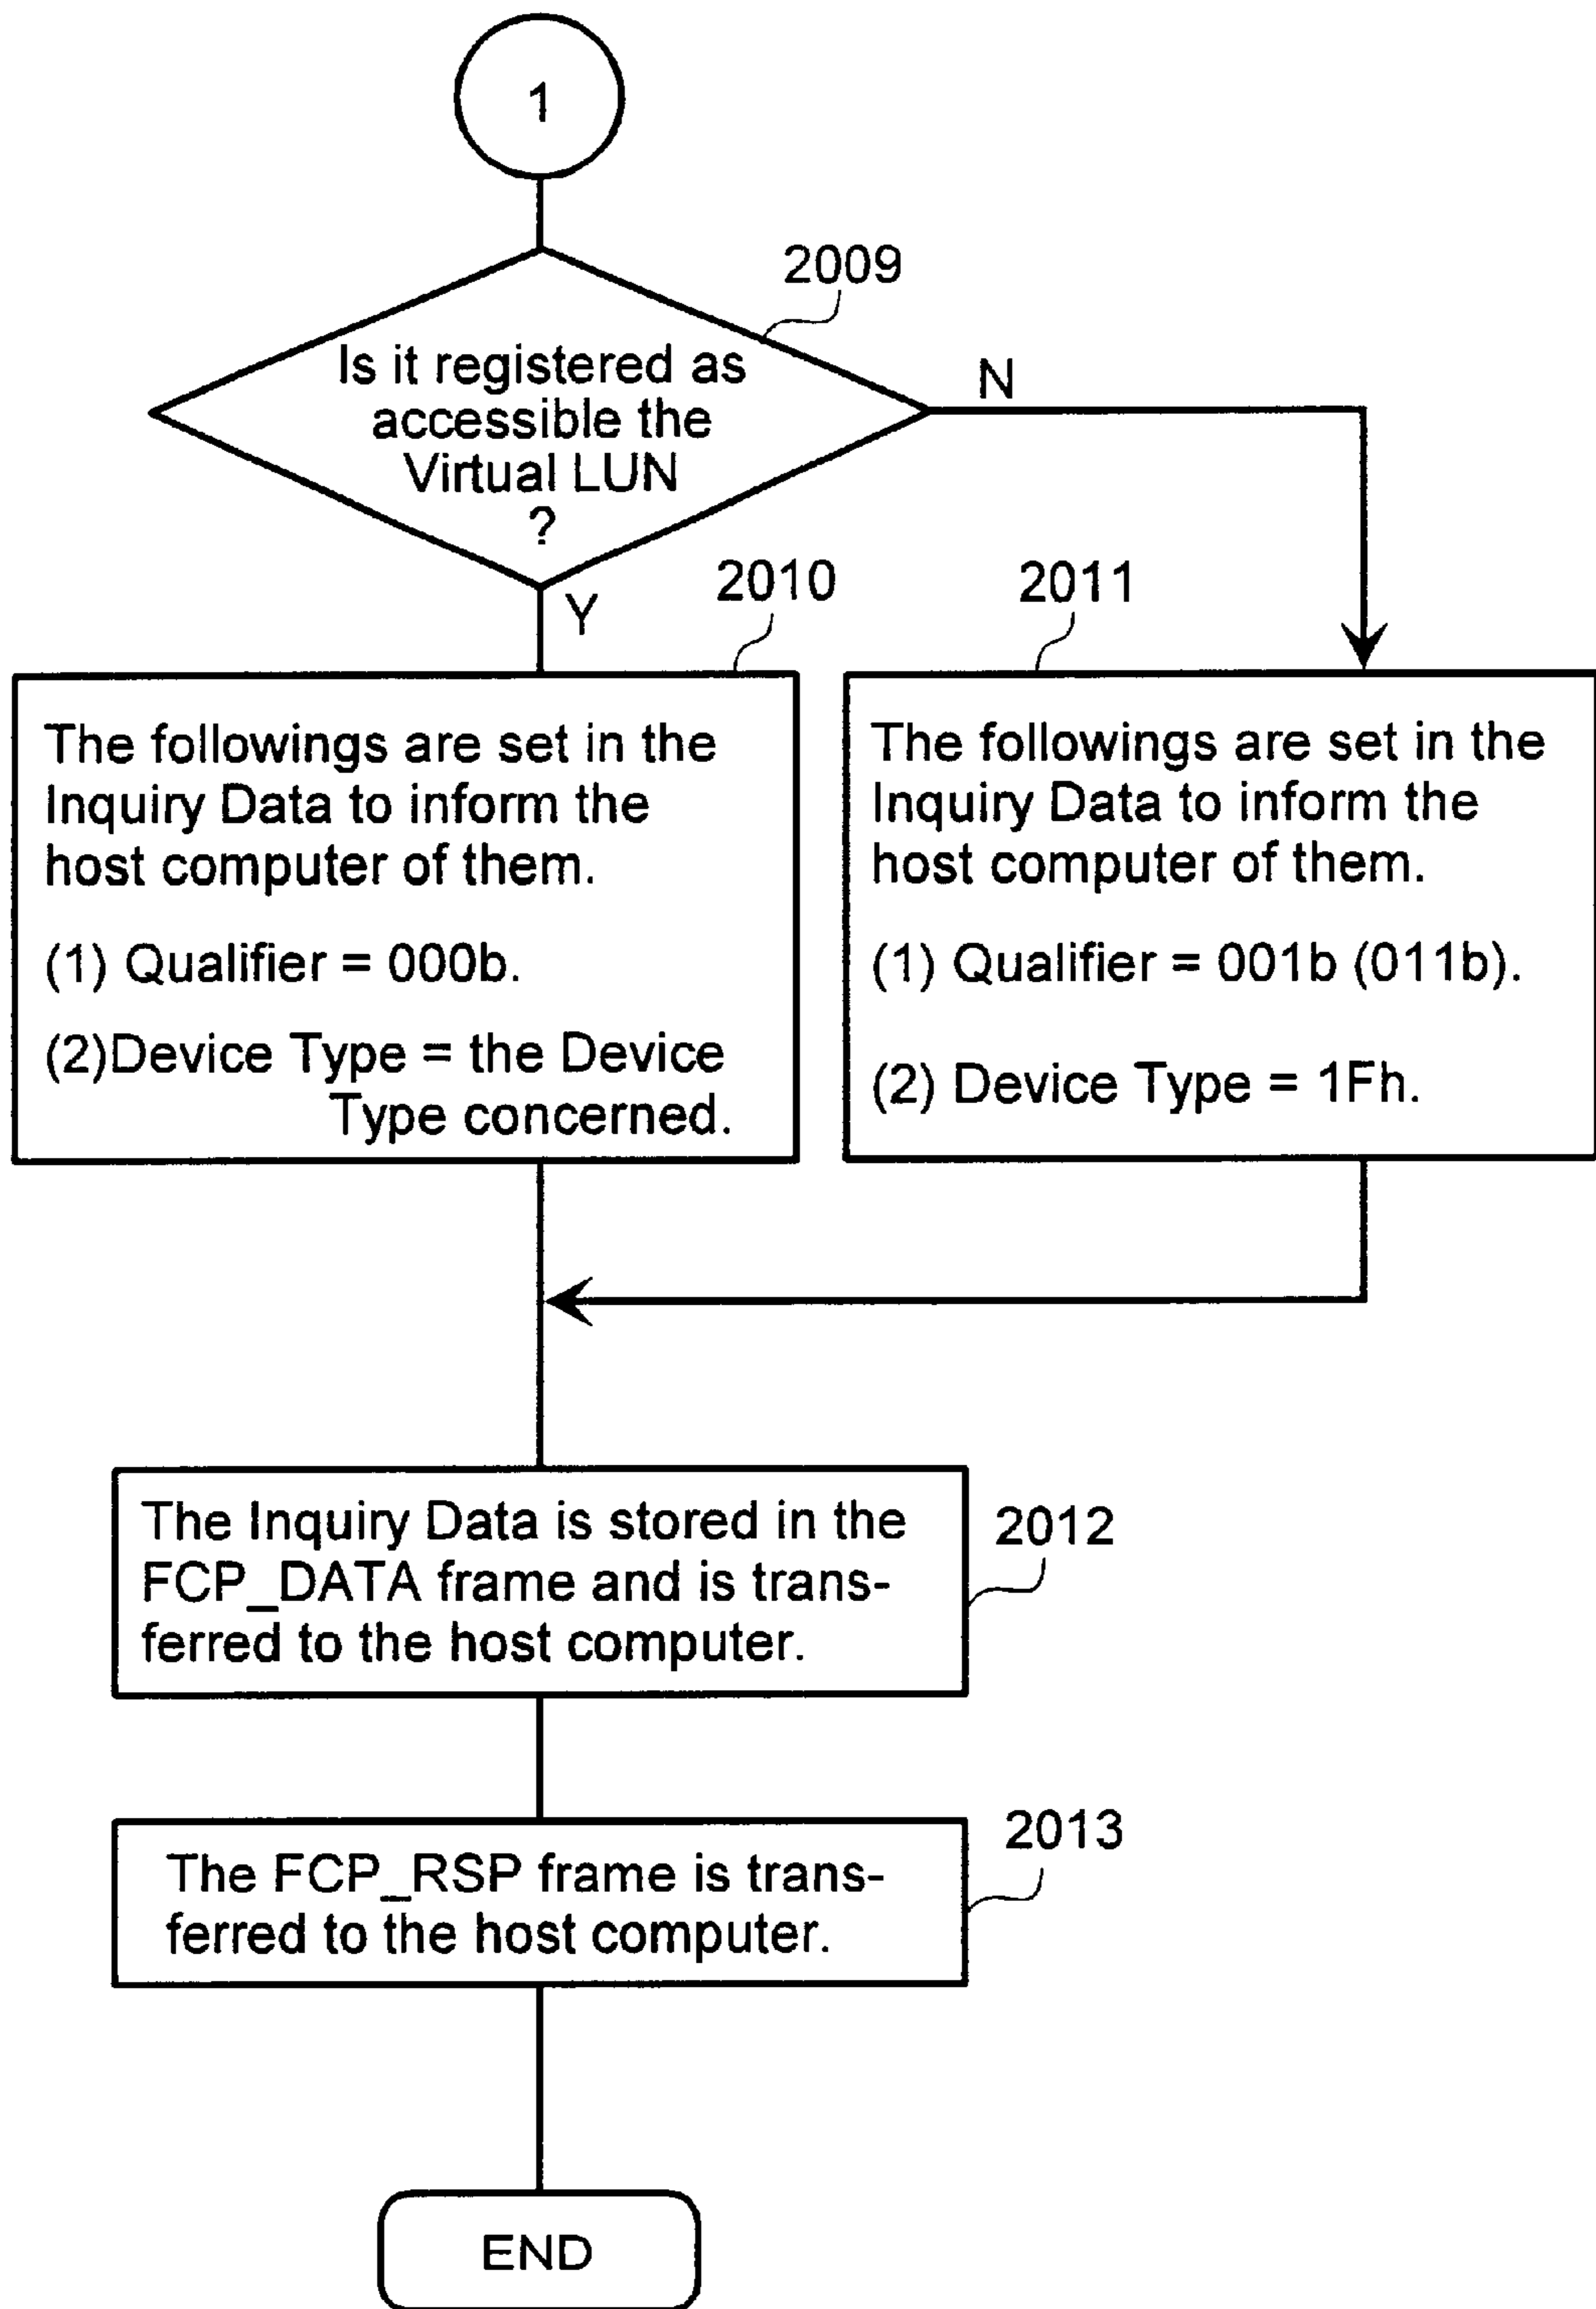 1
2009
Is it registered as
accessible the
Virtual LUN
?
N
Y
2010
The followings are set in the
Inquiry Data to inform the
host computer of them.
(1) Qualifier = 000b.
(2)Device Type = the Device
Type concerned.
2011
The followings are set in the
Inquiry Data to inform the
host computer of them.
(1) Qualifier = 001b (011b).
(2) Device Type = 1Fh.
The Inquiry Data is stored in the
FCP_DATA frame and is trans-
ferred to the host computer.
2012
The FCP_RSP frame is trans-
ferred to the host computer.
2013
END